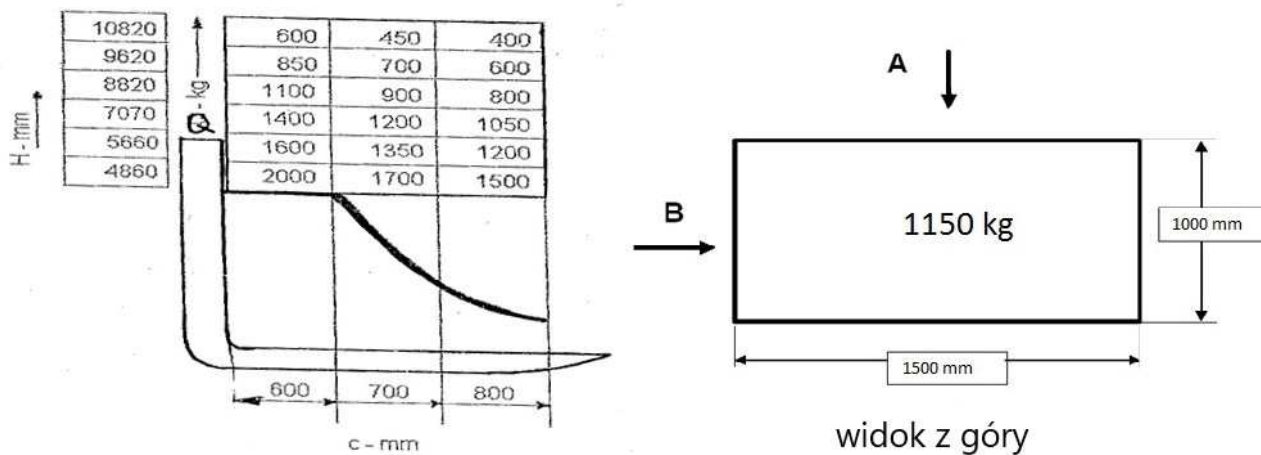 10820 600 450 400
9620 850 700 600
8820 1100 900 800
7070 1400 1200 1050
5660 1600 1350 1200
4860 2000 1700 1500
H - mm
Q - kg
600 700 800
c - mm
A
B
1150 kg
1000 mm
1500 mm
widok z góry